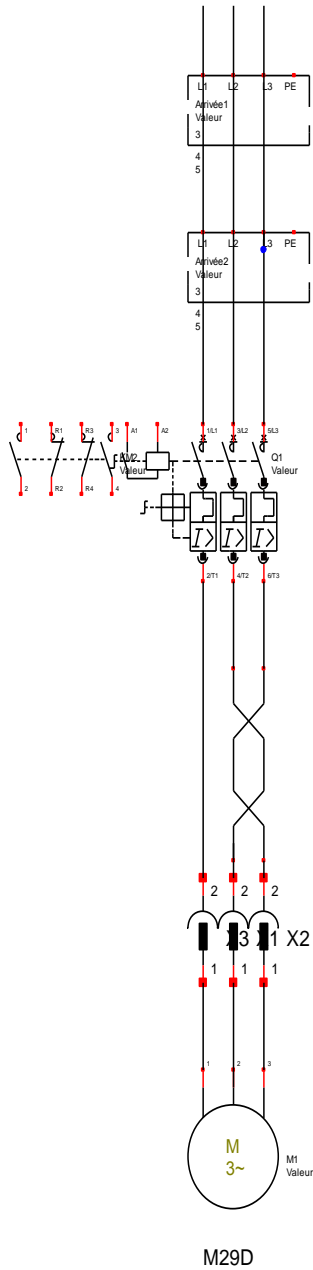 L1 L2 L3 PE
Arrivée1
Valeur
3
4
5
L1 L2 L3 PE
Arrivée2
Valeur
3
4
5
1 R1 R3 3 A1 A2 1/L1 3/L2 5/L3
KM2 Q1
Valeur Valeur
2 R2 R4 4
2/T1 4/T2 6/T3
2 2 2
X3 X1 X2
1 1 1
1 2 3
M
3~
M1
Valeur
M29D